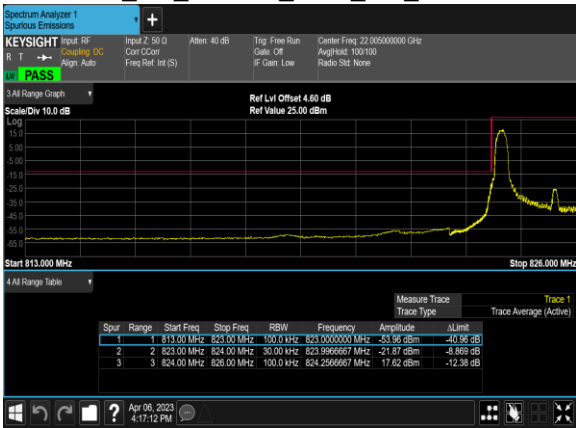 Spectrum Analyzer 1
Spurious Emissions
KEYSIGHT Input: RF Input Z: 50 Ω Atten: 40 dB Trig: Free Run Center Freq: 22.005000000 GHz
R T Coupling: DC Corr CCorr Gate: Off Avg|Hold: 100/100
Align: Auto Freq Ref: Int (S) IF Gain: Low Radio Std: None
PASS
3 All Range Graph
Ref Lvl Offset 4.60 dB
Scale/Div 10.0 dB Ref Value 25.00 dBm
Log
15.0
5.00
-5.00
-15.0
-25.0
-35.0
-45.0
-55.0
-65.0
Start 813.000 MHz Stop 826.000 MHz
4 All Range Table
Measure Trace Trace 1
Trace Type Trace Average (Active)
Spur Range Start Freq Stop Freq RBW Frequency Amplitude ΔLimit
1 1 813.00 MHz 823.00 MHz 100.0 kHz 823.0000000 MHz -53.96 dBm -40.96 dB
2 2 823.00 MHz 824.00 MHz 30.00 kHz 823.9966667 MHz -21.87 dBm -8.869 dB
3 3 824.00 MHz 826.00 MHz 100.0 kHz 824.2566667 MHz 17.62 dBm -12.38 dB
Apr 06, 2023
4:17:12 PM